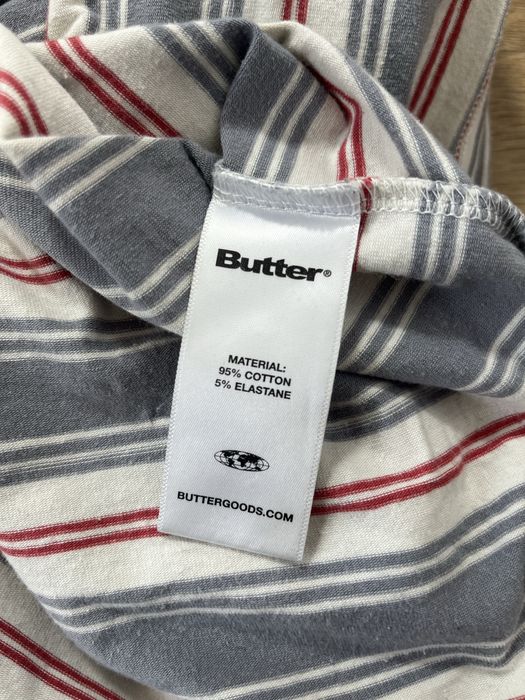 Butter®
MATERIAL:
95% COTTON
5% ELASTANE
BUTTERGOODS.COM